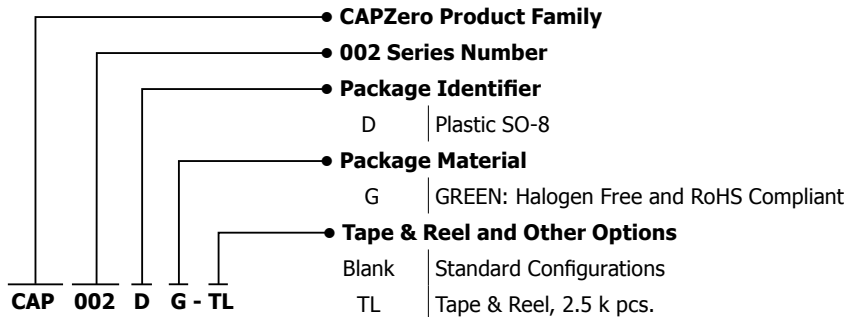 CAPZero Product Family
002 Series Number
Package Identifier
D Plastic SO-8
Package Material
G GREEN: Halogen Free and RoHS Compliant
Tape & Reel and Other Options
Blank Standard Configurations
TL Tape & Reel, 2.5 k pcs.
CAP 002 D G - TL